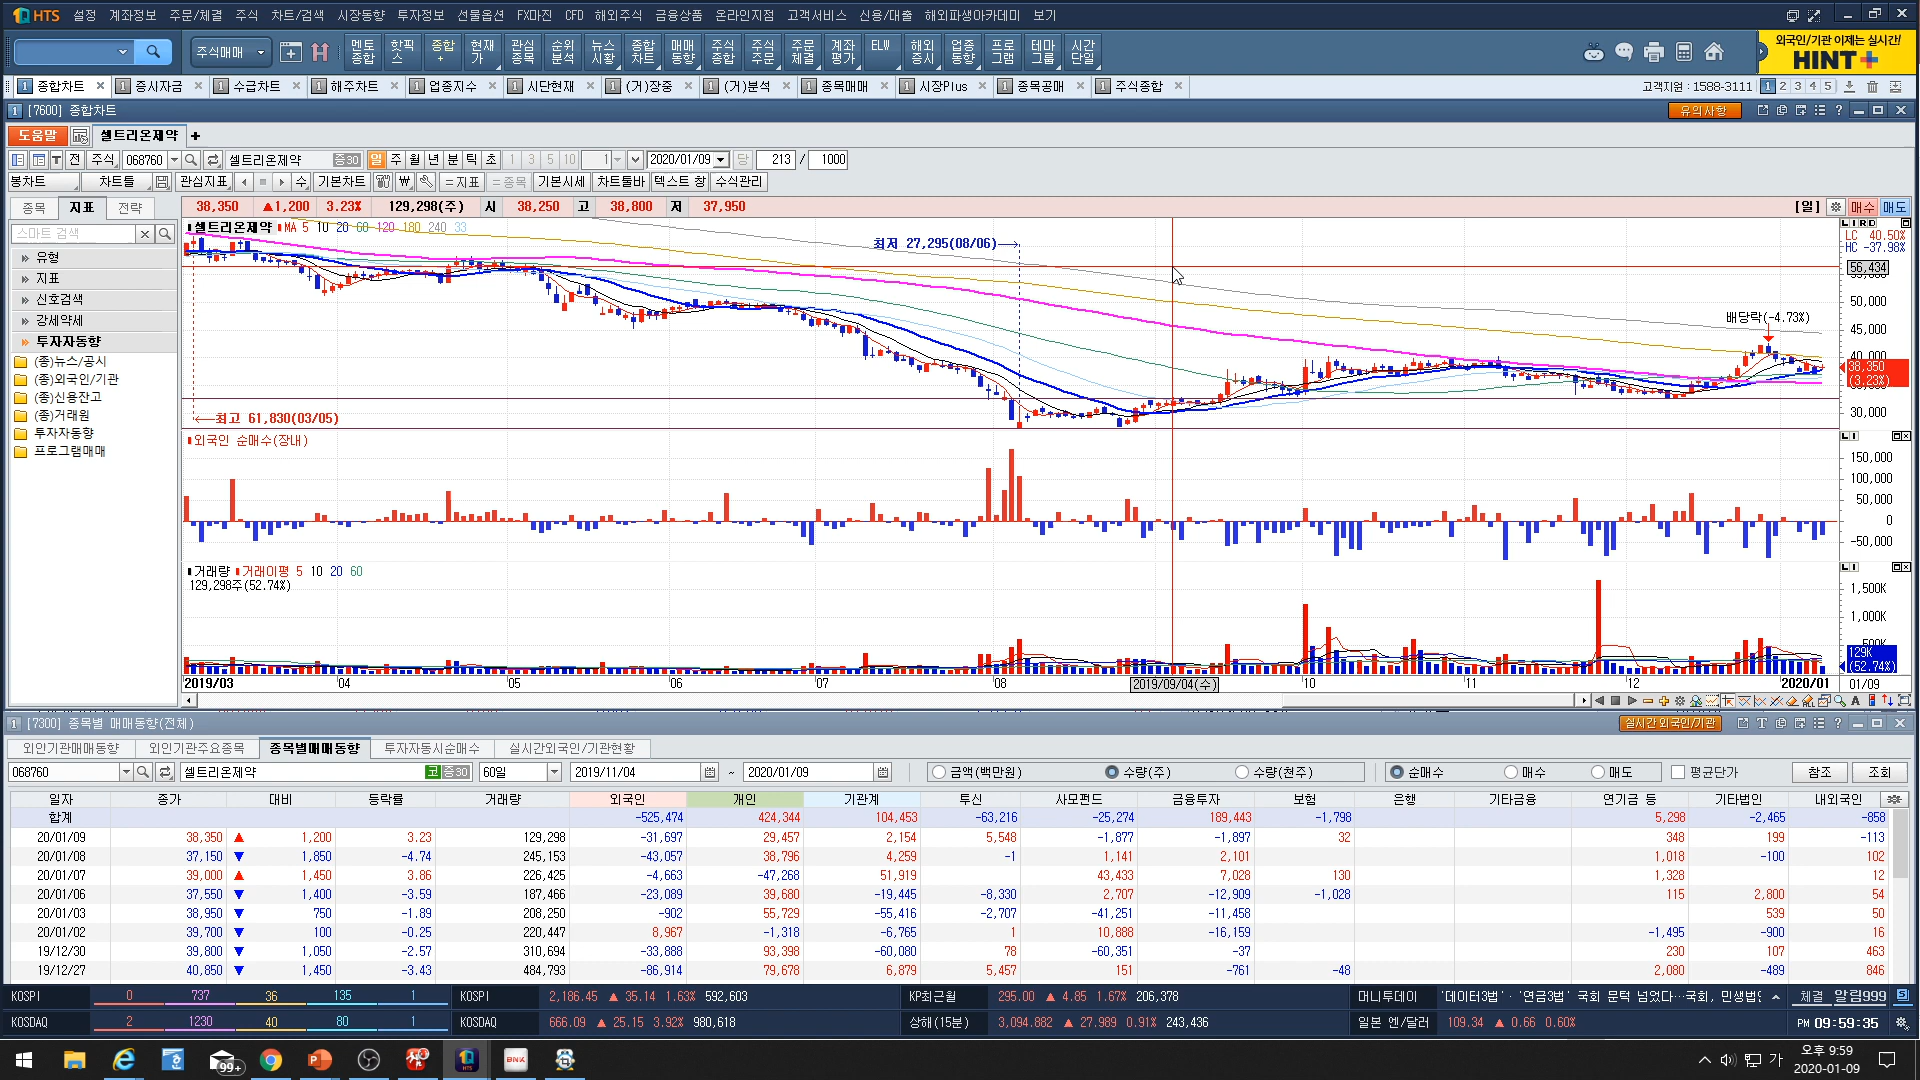 HTS 설정 계좌정보 주문/체결 주식 차트/검색 시장동향 투자정보 선물옵션 FX마진 CFD 해외주식 금융상품 온라인지점 고객서비스 신용/대출 해외파생아카데미 보기
주식매매 멘토종합 핫픽스 종합+ 현재가 관심종목 순위분석 뉴스시황 종합차트 매매동향 주식종합 주식주문 주문체결 계좌평가 ELW 해외증시 업종동향 프로그램 테마그룹 시간단일
외국인/기관 이제는 실시간!
HINT+
1 종합차트 1 증시자금 1 수급차트 1 해주차트 1 업종지수 1 시단현재 1 (거)장중 1 (거)분석 1 종목매매 1 시장Plus 1 종목공매 1 주식종합 고객지원 : 1588-3111 1 2 3 4 5
1 [7600] 종합차트 유의사항
도움말 셀트리온제약 +
T 전 주식 068760 셀트리온제약 증30 일 주 월 년 분 틱 초 1 3 5 10 1 2020/01/09 당 213 / 1000
봉차트 차트틀 관심지표 수 기본차트 ₩ =지표 =종목 기본시세 차트툴바 텍스트 창 수식관리
종목 지표 전략 38,350 ▲1,200 3.23% 129,298(주) 시 38,250 고 38,800 저 37,950 [일] 매수 매도
스마트 검색
유형
지표
신호검색
강세약세
투자자동향
(종)뉴스/공시
(종)외국인/기관
(종)신용잔고
(종)거래원
투자자동향
프로그램매매
셀트리온제약 MA 5 10 20 60 120 180 240 33
최저 27,295(08/06)
최고 61,830(03/05)
배당락(-4.73%)
LC 40.50%
HC -37.98%
56,434
50,000
45,000
40,000
38,350
(3.23%)
30,000
외국인 순매수(장내)
150,000
100,000
50,000
0
-50,000
거래량 거래이평 5 10 20 60
129,298주(52.74%)
1,500K
1,000K
500K
129K
(52.74%)
2019/03 04 05 06 07 08 2019/09/04(수) 10 11 12 2020/01 01/09
1 [7300] 종목별 매매동향(전체) 실시간 외국인/기관
외인기관매매동향 외인기관주요종목 종목별매매동향 투자자동시순매수 실시간외국인/기관현황
068760 셀트리온제약 코 증30 60일 2019/11/04 ~ 2020/01/09 금액(백만원) 수량(주) 수량(천주) 순매수 매수 매도 평균단가 참조 조회
일자 종가 대비 등락률 거래량 외국인 개인 기관계 투신 사모펀드 금융투자 보험 은행 기타금융 연기금 등 기타법인 내외국인
합계 -525,474 424,344 104,453 -63,216 -25,274 189,443 -1,798 5,298 -2,465 -858
20/01/09 38,350 ▲ 1,200 3.23 129,298 -31,697 29,457 2,154 5,548 -1,877 -1,897 32 348 199 -113
20/01/08 37,150 ▼ 1,850 -4.74 245,153 -43,057 38,796 4,259 -1 1,141 2,101 1,018 -100 102
20/01/07 39,000 ▲ 1,450 3.86 226,425 -4,663 -47,268 51,919 43,433 7,028 130 1,328 12
20/01/06 37,550 ▼ 1,400 -3.59 187,466 -23,089 39,680 -19,445 -8,330 2,707 -12,909 -1,028 115 2,800 54
20/01/03 38,950 ▼ 750 -1.89 208,250 -902 55,729 -55,416 -2,707 -41,251 -11,458 539 50
20/01/02 39,700 ▼ 100 -0.25 220,447 8,967 -1,318 -6,765 1 10,888 -16,159 -1,495 -900 16
19/12/30 39,800 ▼ 1,050 -2.57 310,694 -33,888 93,398 -60,080 78 -60,351 -37 230 107 463
19/12/27 40,850 ▼ 1,450 -3.43 484,793 -86,914 79,678 6,879 5,457 151 -761 -48 2,080 -489 846
KOSPI 0 737 36 135 1 KOSPI 2,186.45 ▲ 35.14 1.63% 592,603 KP최근월 295.00 ▲ 4.85 1.67% 206,378 머니투데이 '데이터3법'·'연금3법' 국회 문턱 넘었다…국회, 민생법안 체결 알림999
KOSDAQ 2 1230 40 80 1 KOSDAQ 666.09 ▲ 25.15 3.92% 980,618 상해(15분) 3,094.882 ▲ 27.989 0.91% 243,436 일본 엔/달러 109.34 ▲ 0.66 0.60% PM 09:59:35
99+ HTS BNK 가 오후 9:59
2020-01-09